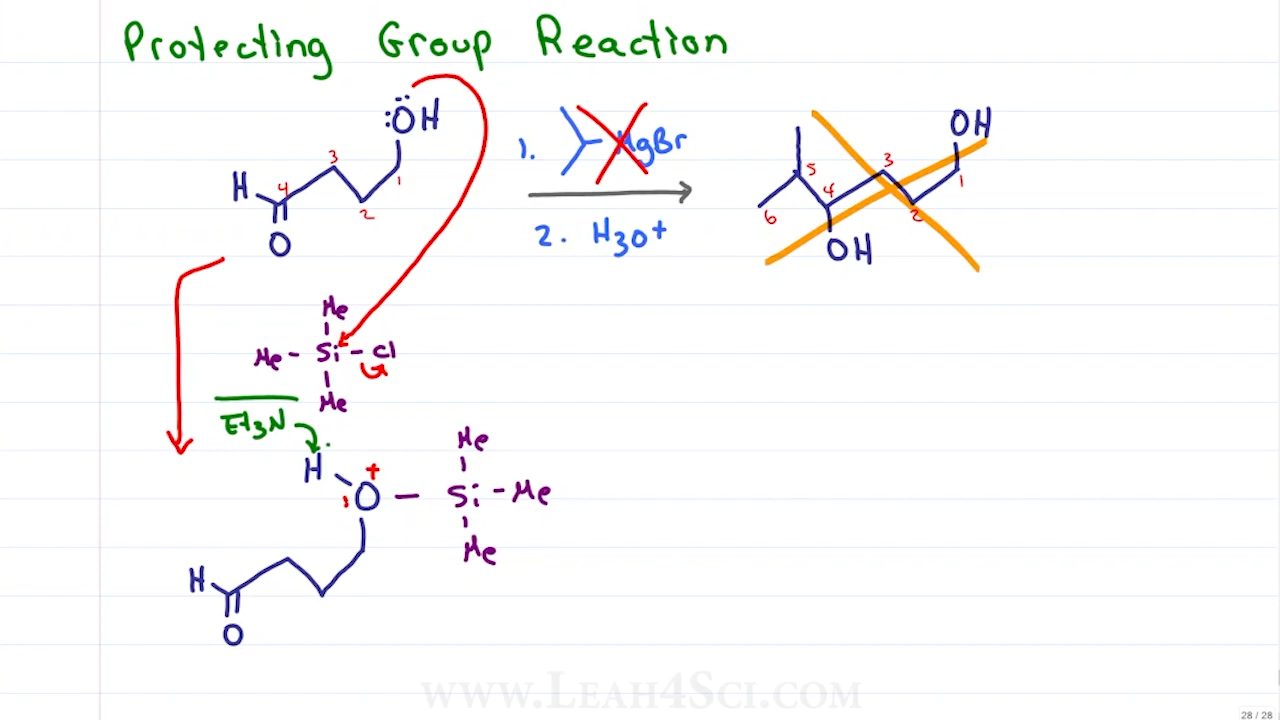 Protecting Group Reaction
:ÖH
H 4 3 2 1
O
1. MgBr
2. H3O+
OH
6 5 4 3 2 1
OH
Me
Me - Si - Cl
Me
Et3N
H
O + - Si - Me
Me
Me
H
O
www.Leah4Sci.com
28 / 28